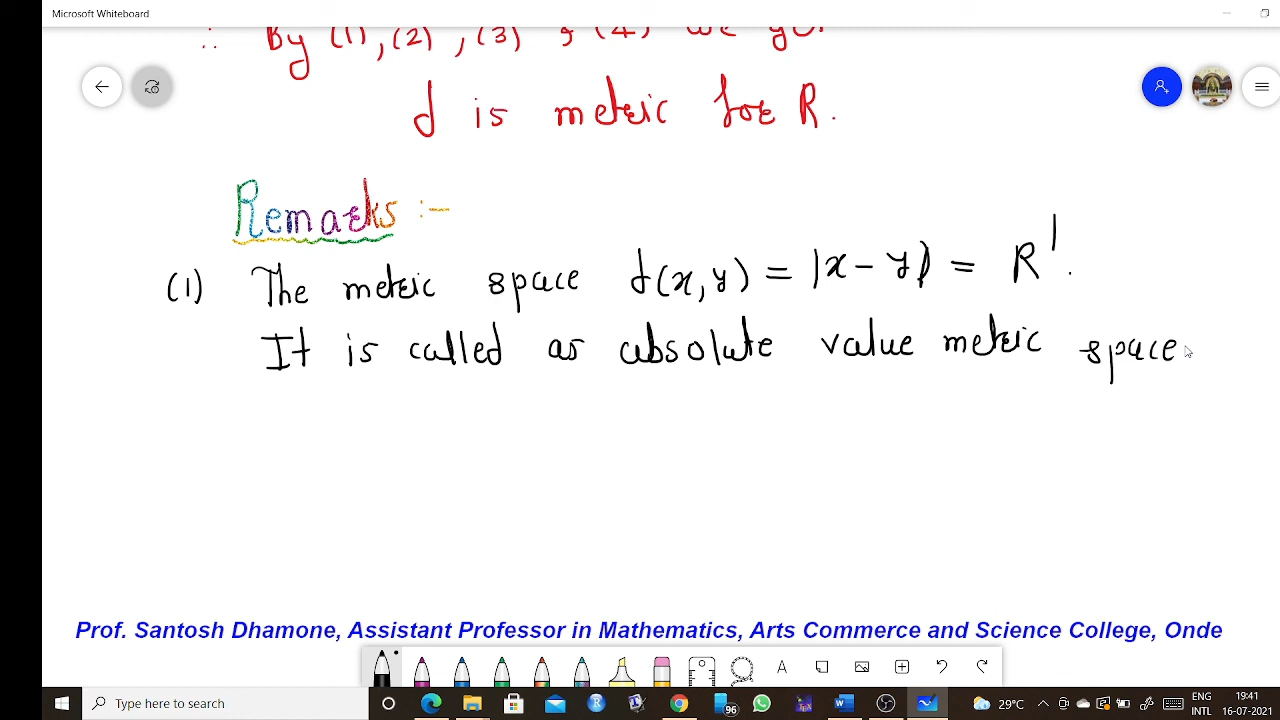 Microsoft Whiteboard
∴ By (1), (2), (3) & (4) we get
d is metric for R.
Remarks :-
(1) The metric space d(x, y) = |x - y| = R¹.
It is called as absolute value metric space
Prof. Santosh Dhamone, Assistant Professor in Mathematics, Arts Commerce and Science College, Onde
Type here to search
96
29°C
ENG
INTL
19:41
16-07-2021